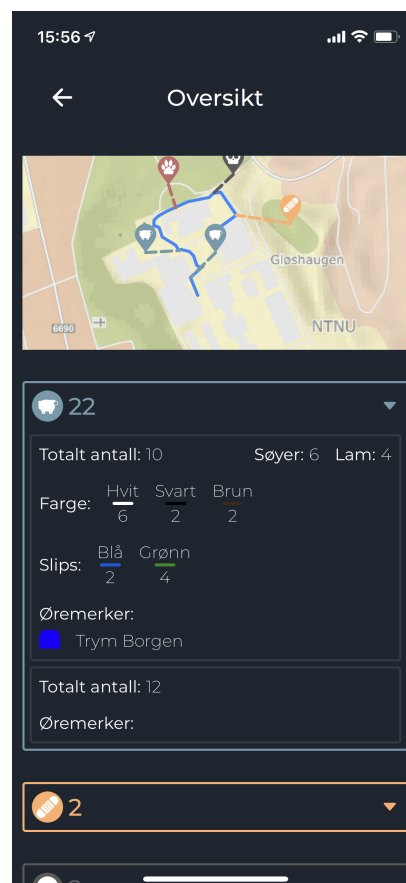 15:56
Oversikt
Gløshaugen
6690
NTNU
22
Totalt antall: 10 Søyer: 6 Lam: 4
Farge: Hvit Svart Brun
6 2 2
Slips: Blå Grønn
2 4
Øremerker:
Trym Borgen
Totalt antall: 12
Øremerker:
2